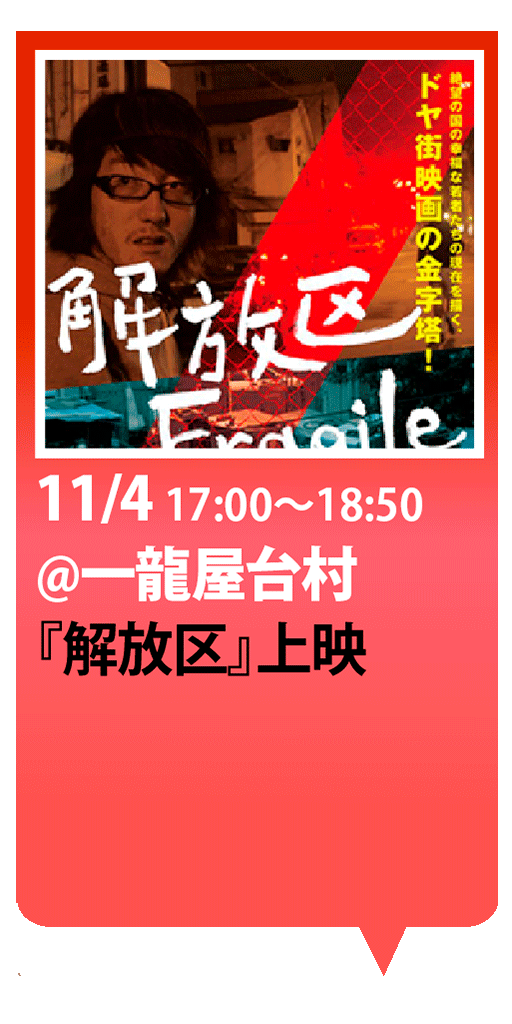 絶望の国の幸福な若者たちの現在を描く、
ドヤ街映画の金字塔！
解放区
Fragile
11/4 17:00〜18:50
@一龍屋台村
『解放区』上映